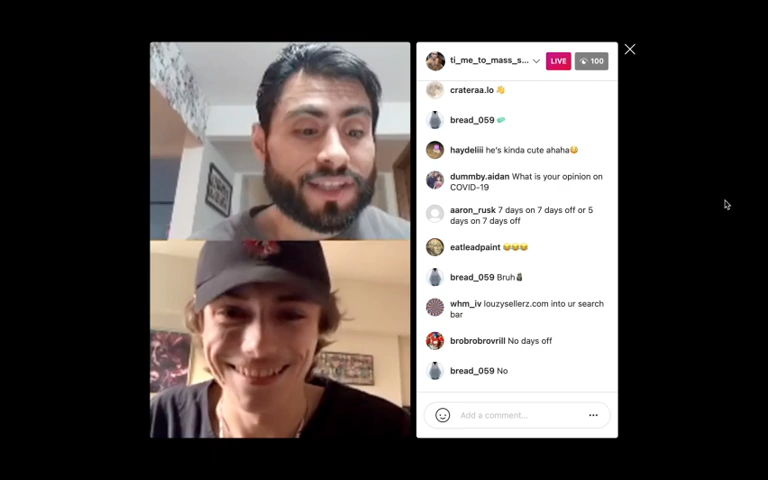 ti_me_to_mass_s... LIVE 100
crateraa.lo 👋
bread_059 🧼
haydeliii he's kinda cute ahaha😳
dummby.aidan What is your opinion on
COVID-19
aaron_rusk 7 days on 7 days off or 5
days on 7 days off
eatleadpaint 😂😂😂
bread_059 Bruh🗿
whm_iv louzysellerz.com into ur search
bar
brobrobrovrill No days off
bread_059 No
Add a comment...